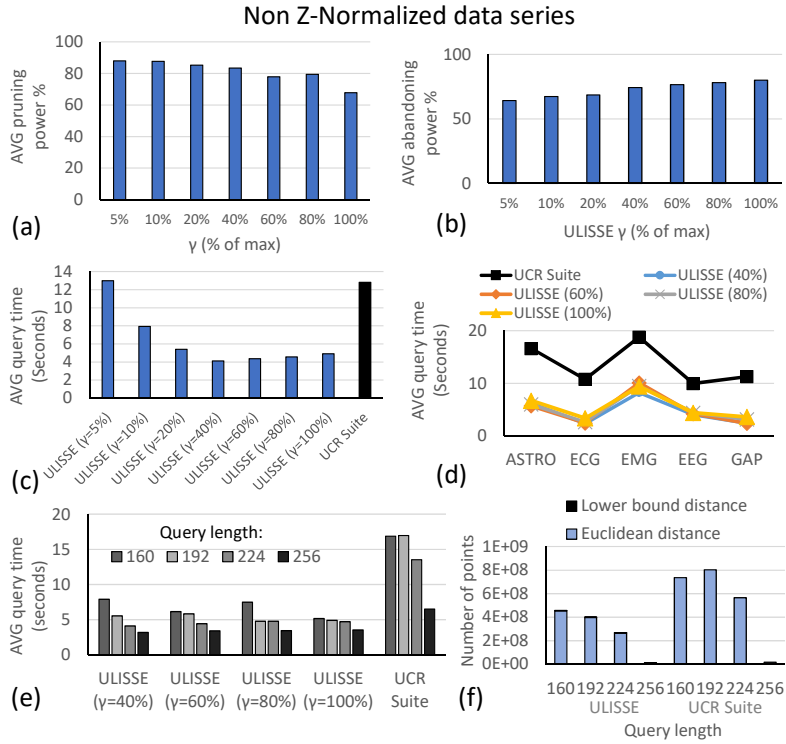 Non Z-Normalized data series
AVG pruning
power %
100
80
60
40
20
0
5% 10% 20% 40% 60% 80% 100%
γ (% of max)
(a)
AVG abandoning
power %
100
50
0
5% 10% 20% 40% 60% 80% 100%
ULISSE γ (% of max)
(b)
AVG query time
(Seconds)
14
12
10
8
6
4
2
0
ULISSE (γ=5%)
ULISSE (γ=10%)
ULISSE (γ=20%)
ULISSE (γ=40%)
ULISSE (γ=60%)
ULISSE (γ=80%)
ULISSE (γ=100%)
UCR Suite
(c)
UCR Suite
ULISSE (40%)
ULISSE (60%)
ULISSE (80%)
ULISSE (100%)
AVG query time
(Seconds)
20
10
0
ASTRO ECG EMG EEG GAP
(d)
AVG query time
(seconds)
20
15
10
5
0
Query length:
160 192 224 256
ULISSE (γ=40%)
ULISSE (γ=60%)
ULISSE (γ=80%)
ULISSE (γ=100%)
UCR Suite
(e)
Lower bound distance
Euclidean distance
Number of points
1E+09
8E+08
6E+08
4E+08
2E+08
0E+00
160 192 224 256 160 192 224 256
ULISSE UCR Suite
Query length
(f)